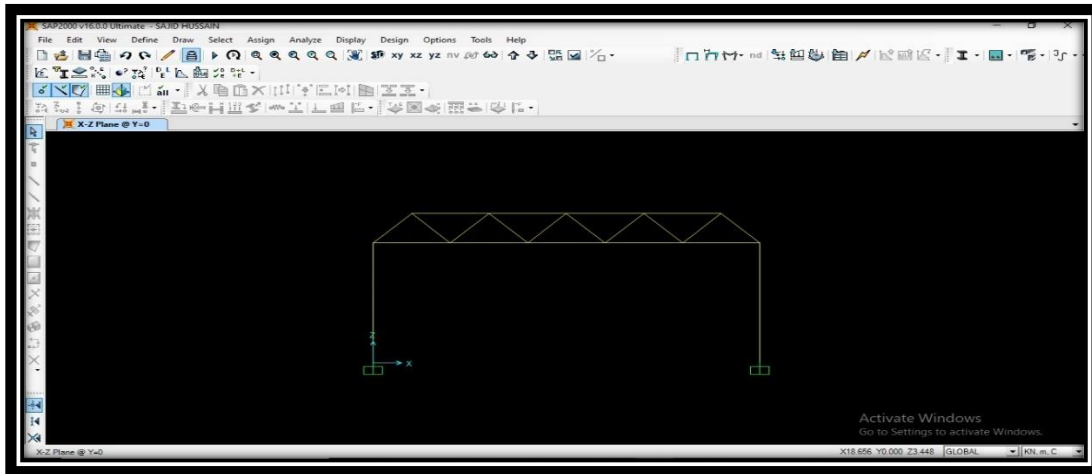 SAP2000 v16.0.0 Ultimate - SAJID HUSSAIN
File Edit View Define Draw Select Assign Analyze Display Design Options Tools Help
xy xz yz nv
nd
all
X-Z Plane @ Y=0
Z
X
Activate Windows
Go to Settings to activate Windows.
X-Z Plane @ Y=0 X18.656 Y0.000 Z3.448 GLOBAL KN, m, C